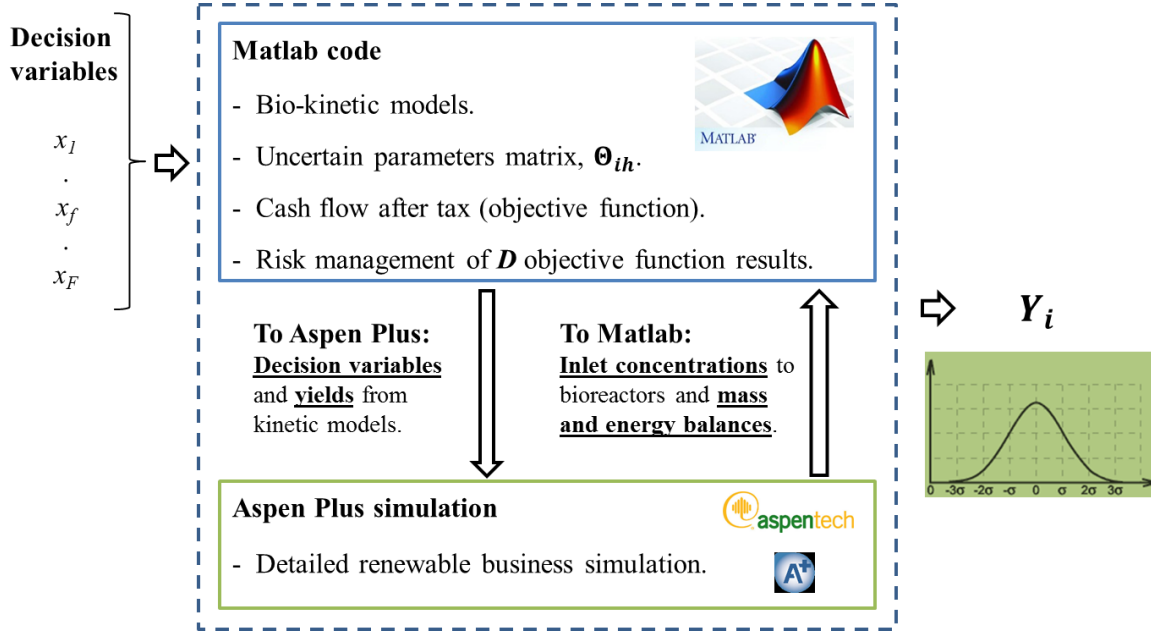 Decision
variables
x1
.
xf
.
xF
Matlab code
- Bio-kinetic models.
- Uncertain parameters matrix, Θih.
- Cash flow after tax (objective function).
- Risk management of D objective function results.
MATLAB®
To Aspen Plus:
Decision variables
and yields from
kinetic models.
To Matlab:
Inlet concentrations to
bioreactors and mass
and energy balances.
Aspen Plus simulation
- Detailed renewable business simulation.
aspentech
A+
Yi
0 -3σ -2σ -σ 0 σ 2σ 3σ